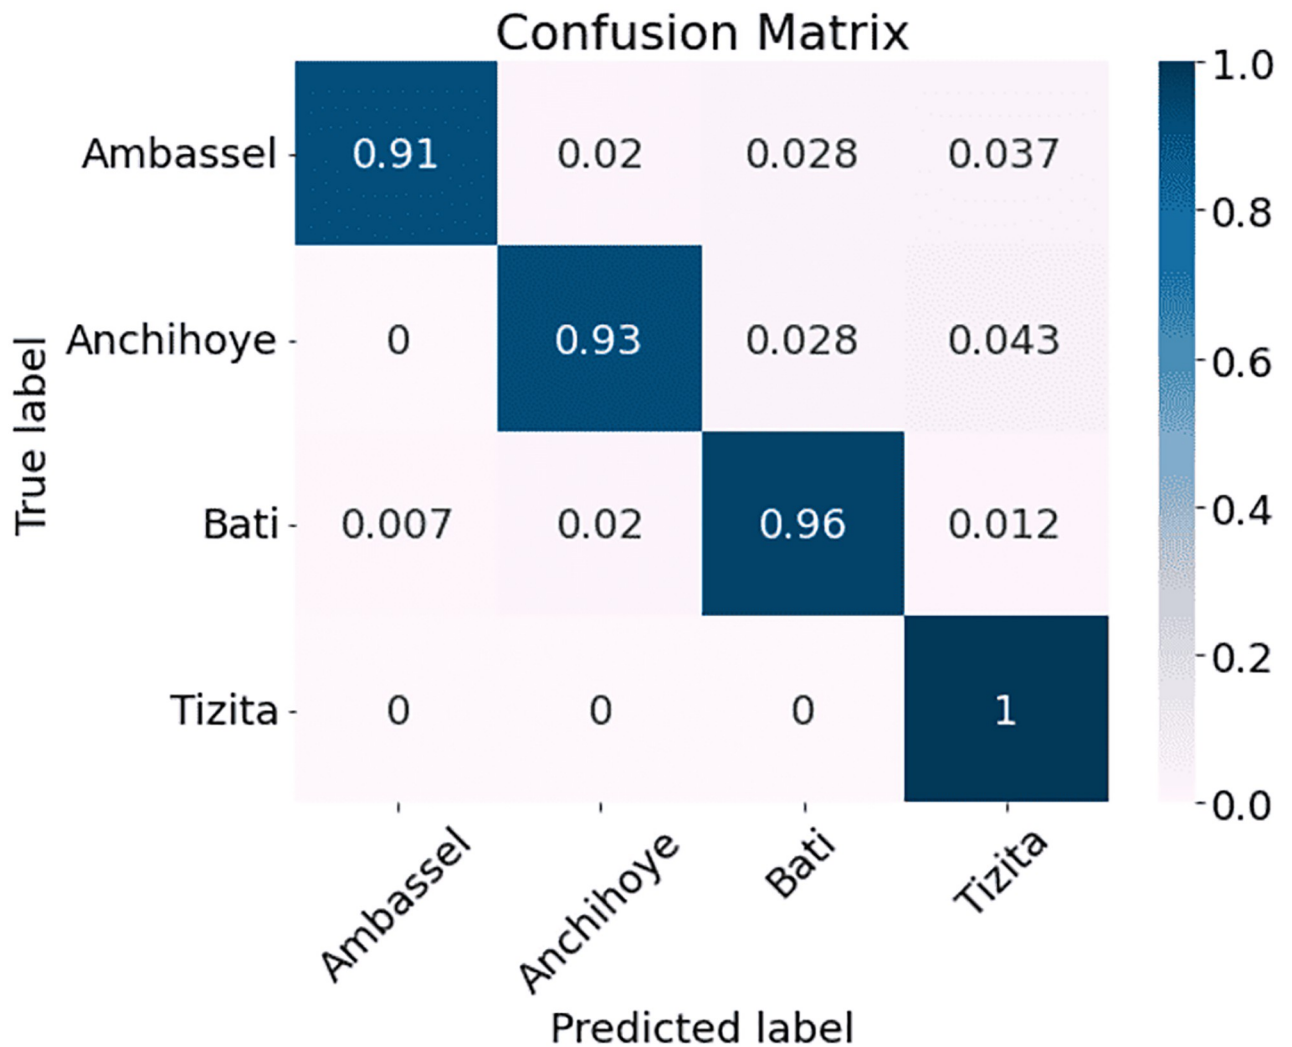 Confusion Matrix
Ambassel 0.91 0.02 0.028 0.037
Anchihoye 0 0.93 0.028 0.043
Bati 0.007 0.02 0.96 0.012
Tizita 0 0 0 1
True label
Ambassel Anchihoye Bati Tizita
Predicted label
1.0
0.8
0.6
0.4
0.2
0.0